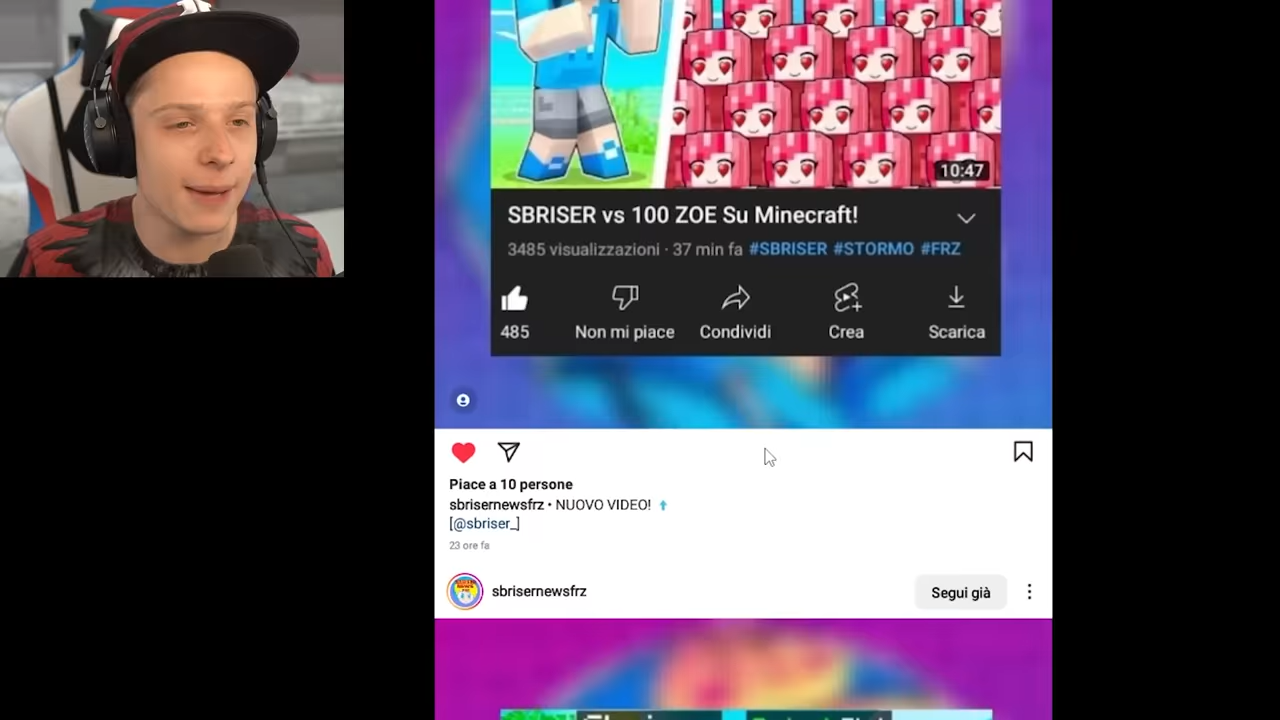 10:47
SBRISER vs 100 ZOE Su Minecraft!
3485 visualizzazioni · 37 min fa #SBRISER #STORMO #FRZ
485 Non mi piace Condividi Crea Scarica
Piace a 10 persone
sbrisernewsfrz • NUOVO VIDEO! ⬆
[@sbriser_]
23 ore fa
sbrisernewsfrz Segui già